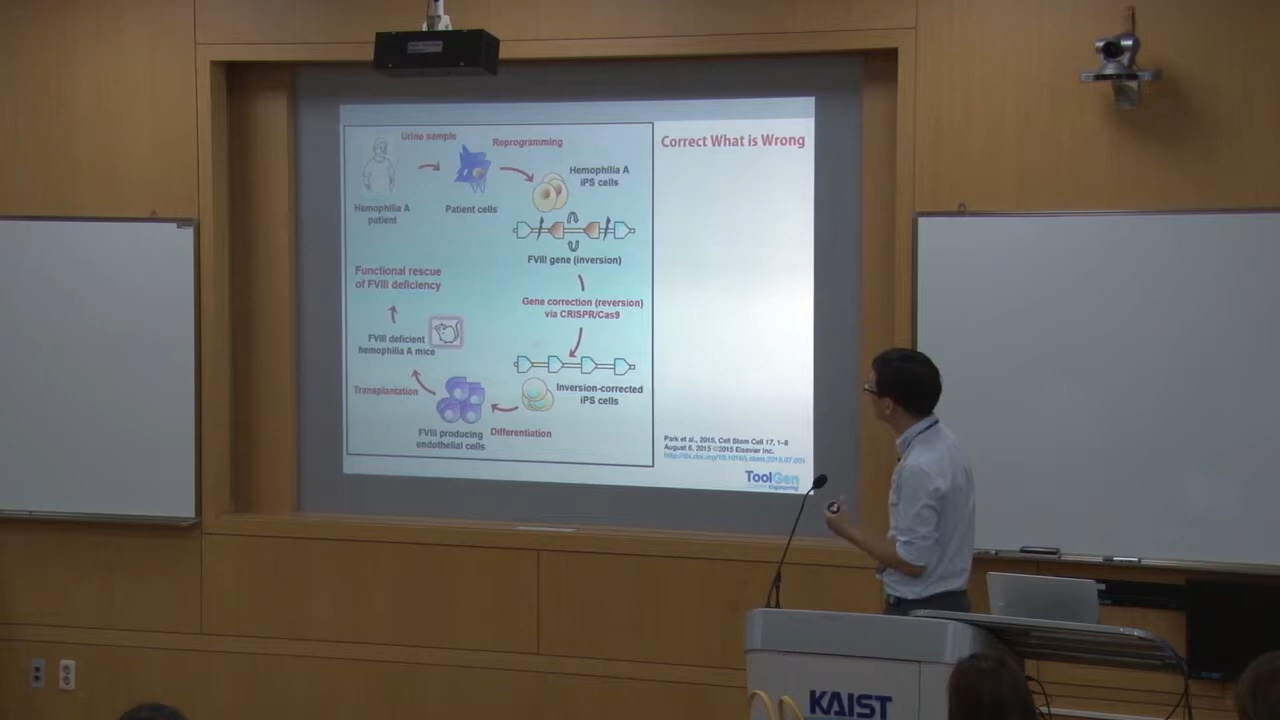 Correct What is Wrong
Urine sample
Reprogramming
Hemophilia A
iPS cells
Hemophilia A
patient
Patient cells
FVIII gene (inversion)
Functional rescue
of FVIII deficiency
Gene correction (reversion)
via CRISPR/Cas9
FVIII deficient
hemophilia A mice
Inversion-corrected
iPS cells
Transplantation
FVIII producing
endothelial cells
Differentiation
Park et al., 2015, Cell Stem Cell 17, 1–8
August 6, 2015 ©2015 Elsevier Inc.
ToolGen
Engineering
KAIST